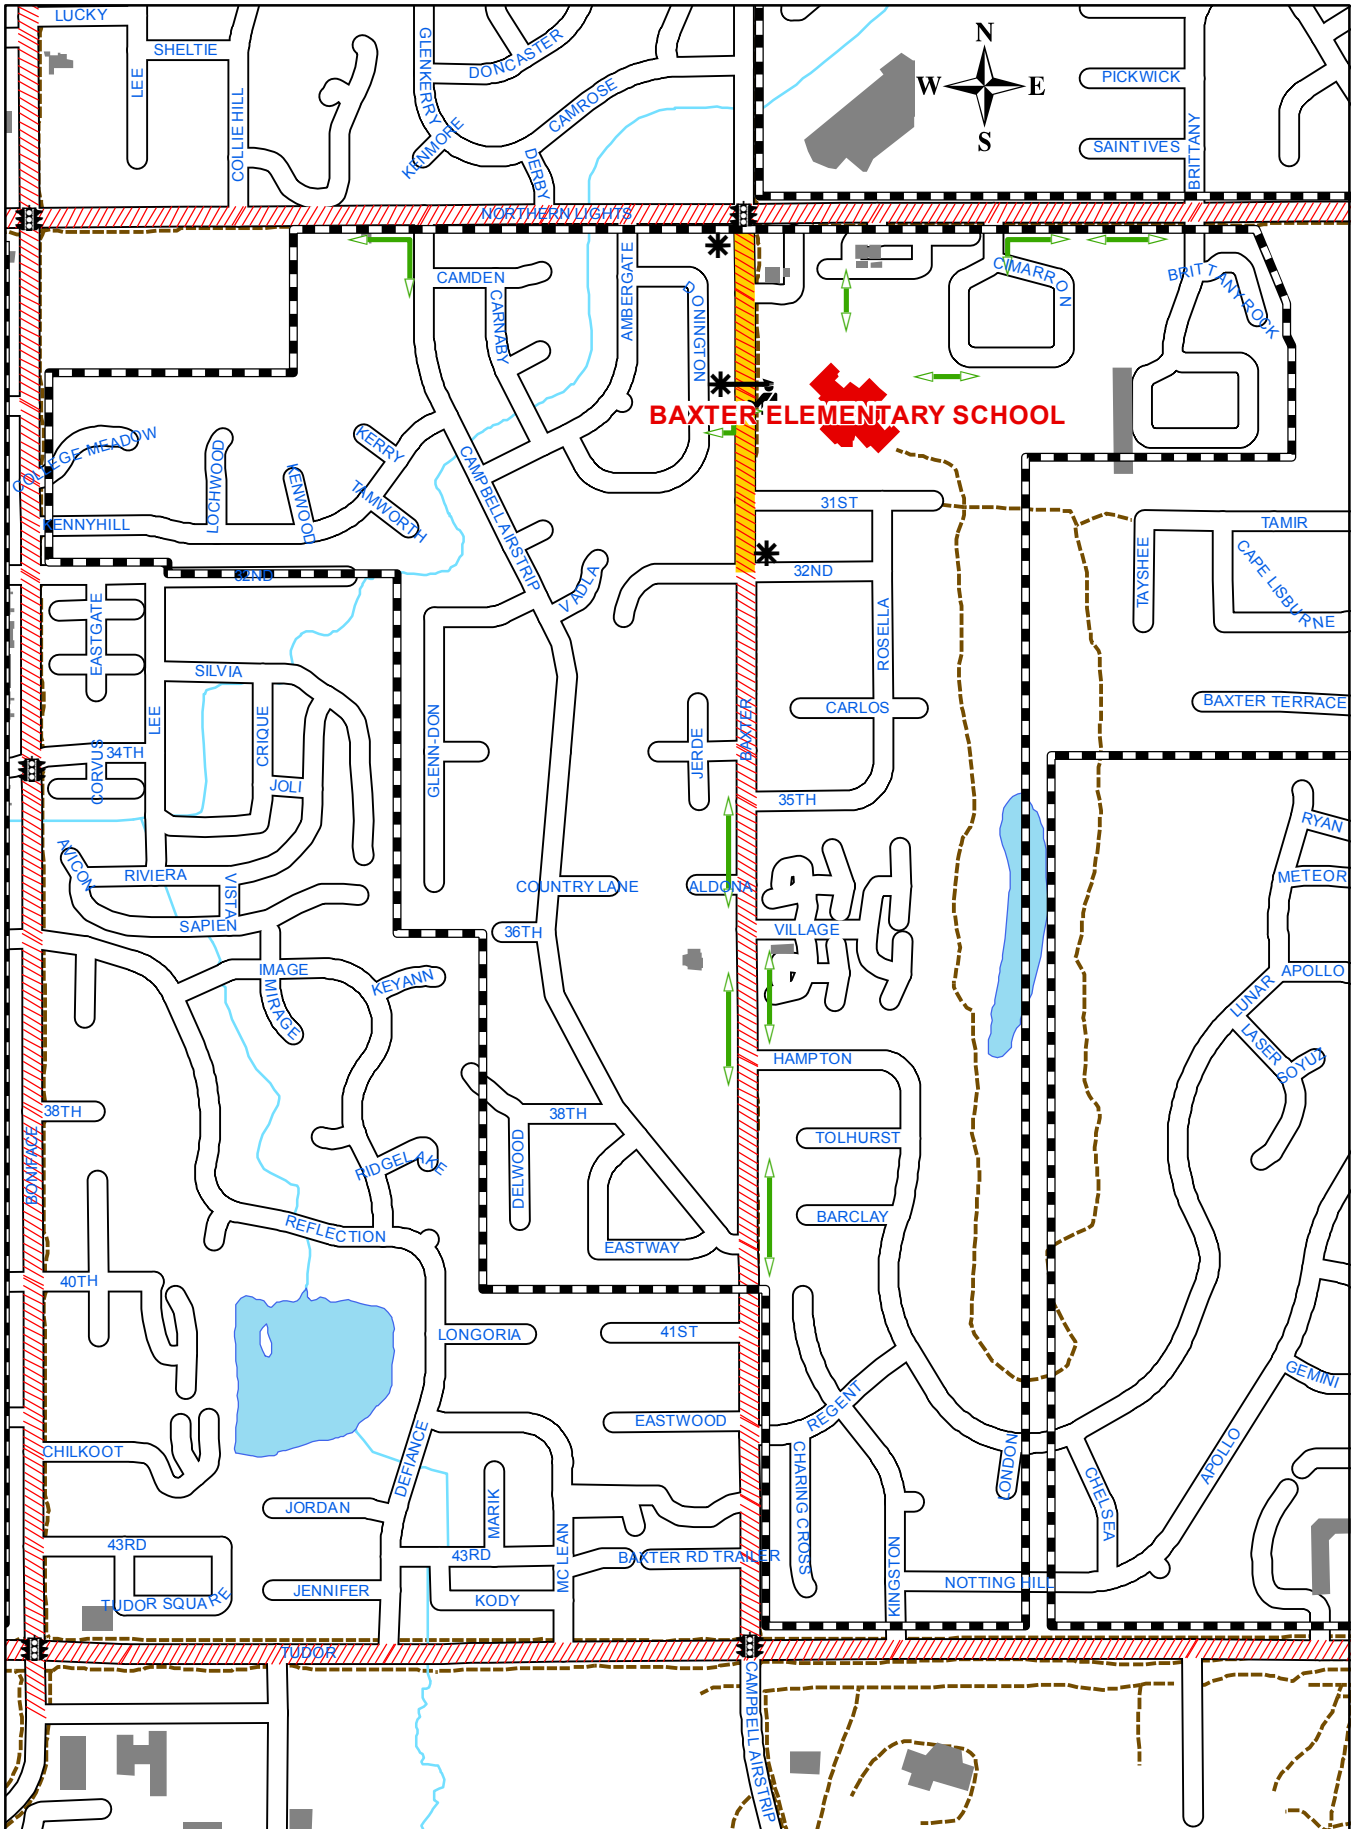 LUCKY
SHELTIE
LEE
COLLIE HILL
GLENKERRY
DONCASTER
CAMROSE
KENMORE
DERBY
N
W
E
S
PICKWICK
SAINT IVES
BRITTANY
NORTHERN LIGHTS
CAMDEN
CARNABY
AMBERGATE
DONINGTON
CIMARRON
BRITTANY ROCK
BAXTER ELEMENTARY SCHOOL
COLLEGE MEADOW
LOCHWOOD
KERRY
KENWOOD
TAMWORTH
KENNYHILL
CAMPBELL AIRSTRIP
31ST
TAMIR
TAYSHEE
CAPE LISBURNE
32ND
32ND
VADLA
EASTGATE
ROSELLA
SILVIA
LEE
CRIQUE
GLENN-DON
JERDE
BAXTER
CARLOS
BAXTER TERRACE
34TH
CORVUS
JOLI
35TH
RYAN
AVICON
RIVIERA
VISTA
COUNTRY LANE
ALDONA
METEOR
SAPIEN
36TH
VILLAGE
IMAGE
MIRAGE
KEYANN
APOLLO
LUNAR
LASER
SOYUZ
HAMPTON
38TH
38TH
BONIFACE
DELWOOD
TOLHURST
RIDGELAKE
BARCLAY
REFLECTION
EASTWAY
40TH
LONGORIA
41ST
GEMINI
REGENT
EASTWOOD
CHILKOOT
DEFIANCE
CHARING CROSS
LONDON
CHELSEA
APOLLO
JORDAN
MARIK
43RD
43RD
MC LEAN
BAXTER RD TRAILER
KINGSTON
NOTTING HILL
JENNIFER
KODY
TUDOR SQUARE
TUDOR
CAMPBELL AIRSTRIP